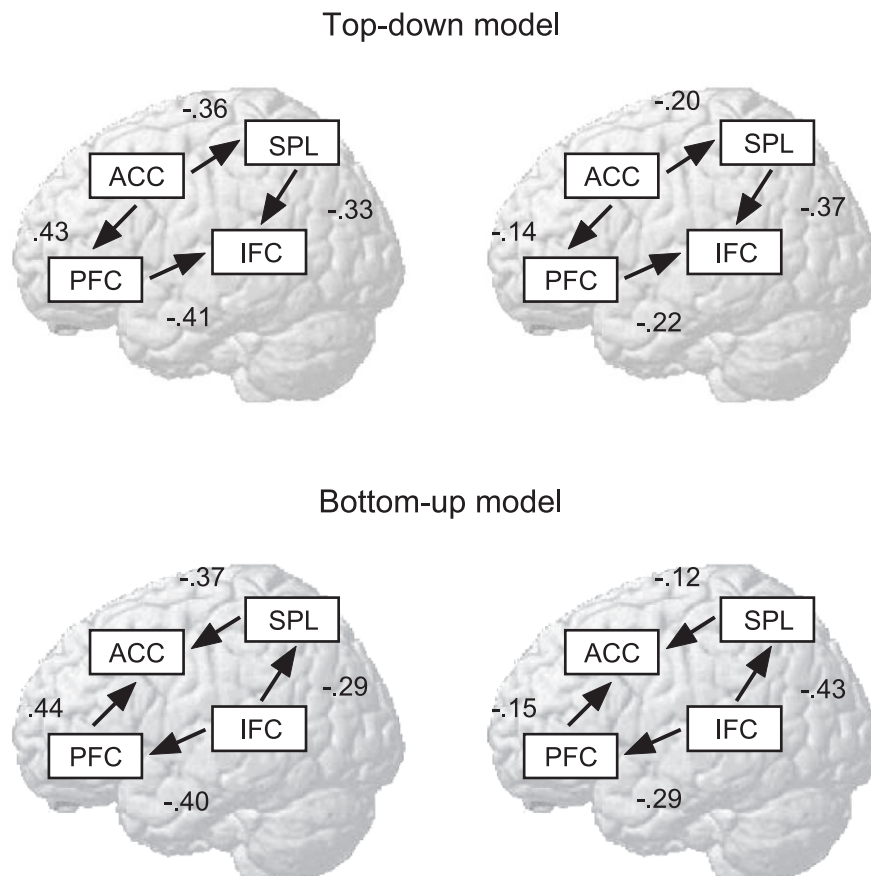 Top-down model
-.36
-.20
SPL
SPL
ACC
ACC
.43
-.33
-.14
-.37
IFC
IFC
PFC
PFC
-.41
-.22
Bottom-up model
-.37
-.12
SPL
SPL
ACC
ACC
.44
-.29
-.15
-.43
IFC
IFC
PFC
PFC
-.40
-.29